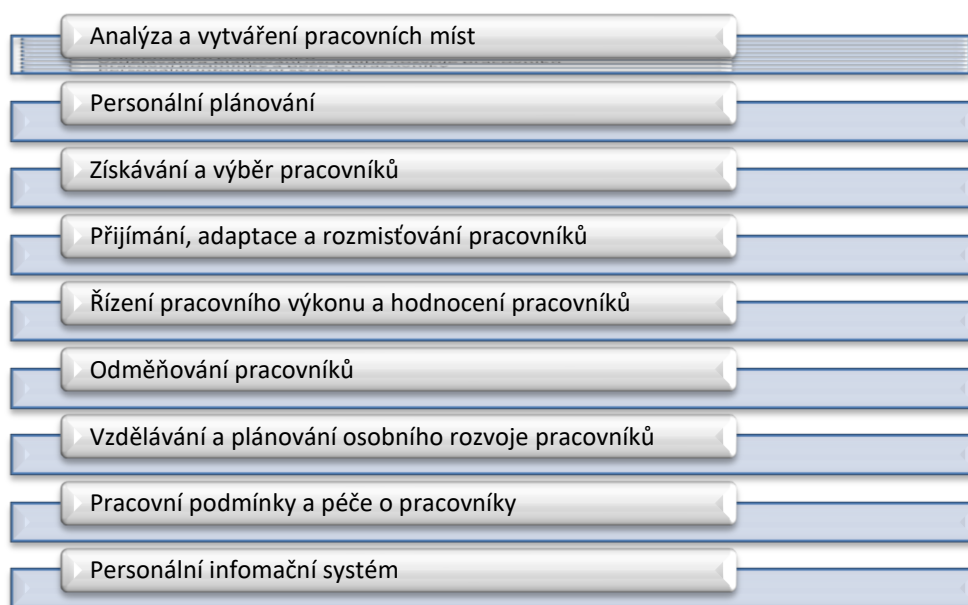 Analýza a vytváření pracovních míst
Personální plánování
Získávání a výběr pracovníků
Přijímání, adaptace a rozmisťování pracovníků
Řízení pracovního výkonu a hodnocení pracovníků
Odměňování pracovníků
Vzdělávání a plánování osobního rozvoje pracovníků
Pracovní podmínky a péče o pracovníky
Personální infomační systém